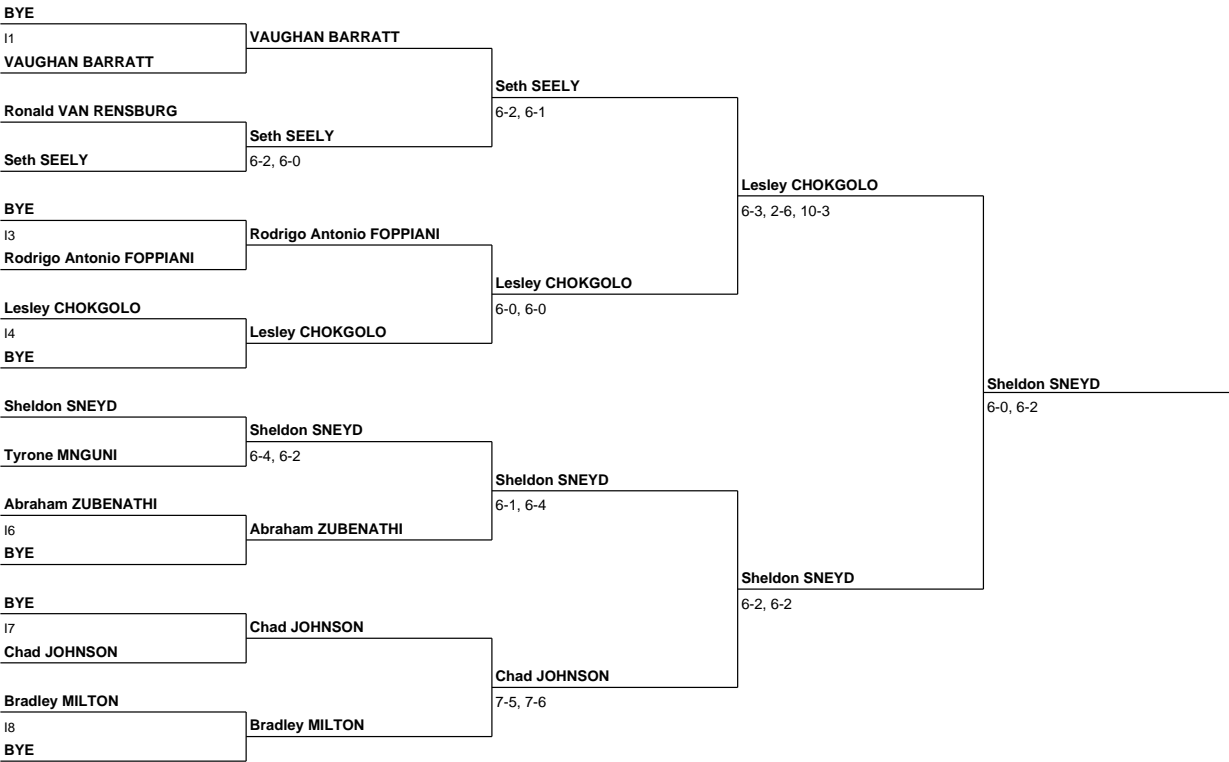 BYE
I1
VAUGHAN BARRATT
Ronald VAN RENSBURG
Seth SEELY
BYE
I3
Rodrigo Antonio FOPPIANI
Lesley CHOKGOLO
I4
BYE
Sheldon SNEYD
Tyrone MNGUNI
Abraham ZUBENATHI
I6
BYE
BYE
I7
Chad JOHNSON
Bradley MILTON
I8
BYE
VAUGHAN BARRATT
Seth SEELY
6-2, 6-0
Rodrigo Antonio FOPPIANI
Lesley CHOKGOLO
Sheldon SNEYD
6-4, 6-2
Abraham ZUBENATHI
Chad JOHNSON
Bradley MILTON
Seth SEELY
6-2, 6-1
Lesley CHOKGOLO
6-0, 6-0
Sheldon SNEYD
6-1, 6-4
Chad JOHNSON
7-5, 7-6
Lesley CHOKGOLO
6-3, 2-6, 10-3
Sheldon SNEYD
6-2, 6-2
Sheldon SNEYD
6-0, 6-2